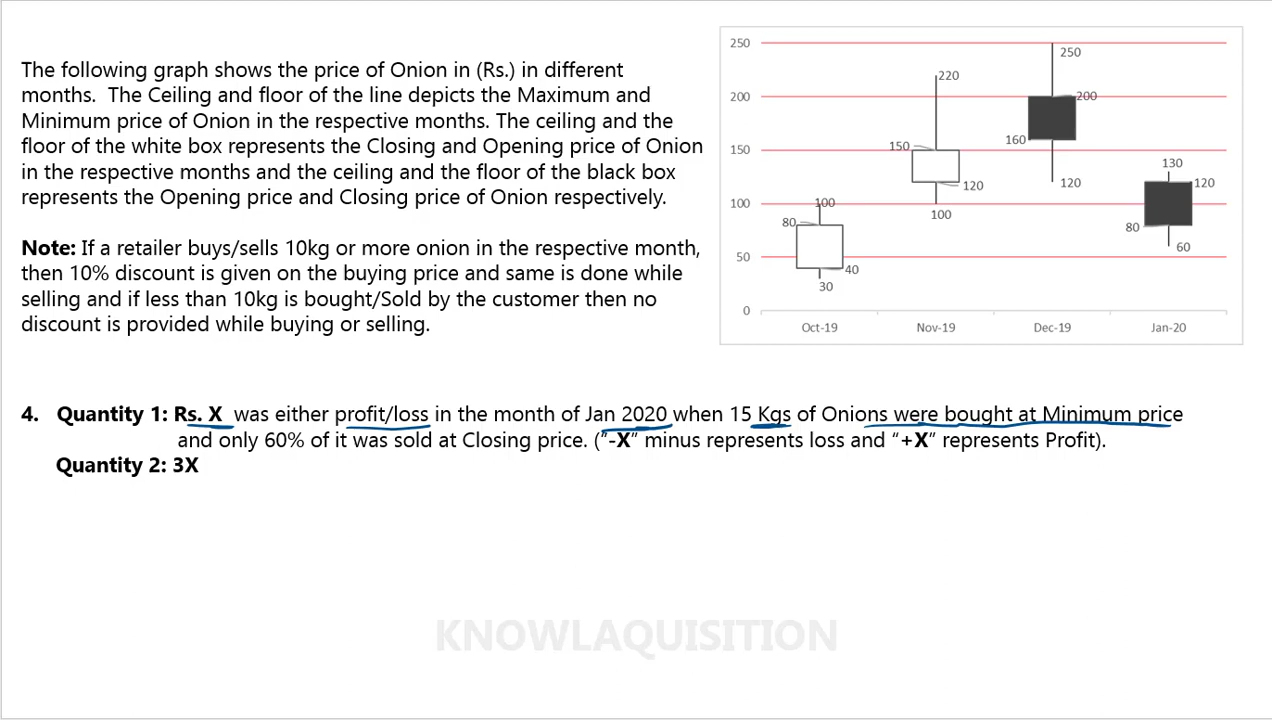 The following graph shows the price of Onion in (Rs.) in different
months. The Ceiling and floor of the line depicts the Maximum and
Minimum price of Onion in the respective months. The ceiling and the
floor of the white box represents the Closing and Opening price of Onion
in the respective months and the ceiling and the floor of the black box
represents the Opening price and Closing price of Onion respectively.
Note: If a retailer buys/sells 10kg or more onion in the respective month,
then 10% discount is given on the buying price and same is done while
selling and if less than 10kg is bought/Sold by the customer then no
discount is provided while buying or selling.
250
200
150
100
50
0
100
80
40
30
220
150
120
100
250
200
160
120
130
120
80
60
Oct-19 Nov-19 Dec-19 Jan-20
4. Quantity 1: Rs. X was either profit/loss in the month of Jan 2020 when 15 Kgs of Onions were bought at Minimum price
and only 60% of it was sold at Closing price. ("-X" minus represents loss and "+X" represents Profit).
Quantity 2: 3X
KNOWLAQUISITION